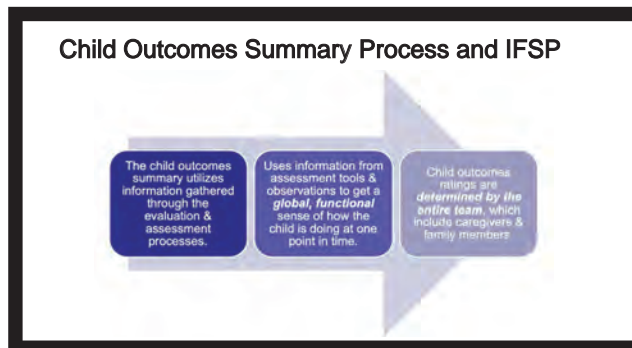 Child Outcomes Summary Process and IFSP
The child outcomes
summary utilizes
information gathered
through the
evaluation &
assessment
processes.
Uses information from
assessment tools &
observations to get a
global, functional
sense of how the
child is doing at one
point in time.
Child outcomes
ratings are
determined by the
entire team, which
include caregivers &
family members